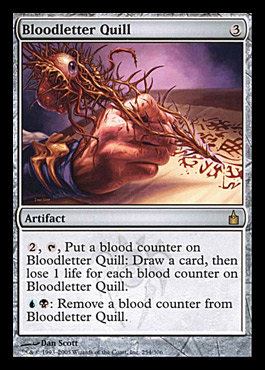 Bloodletter Quill 3
Artifact
2, T, Put a blood counter on
Bloodletter Quill: Draw a card, then
lose 1 life for each blood counter on
Bloodletter Quill.
: Remove a blood counter from
Bloodletter Quill.
Dan Scott
™ & © 1993-2005 Wizards of the Coast, Inc. 254/306